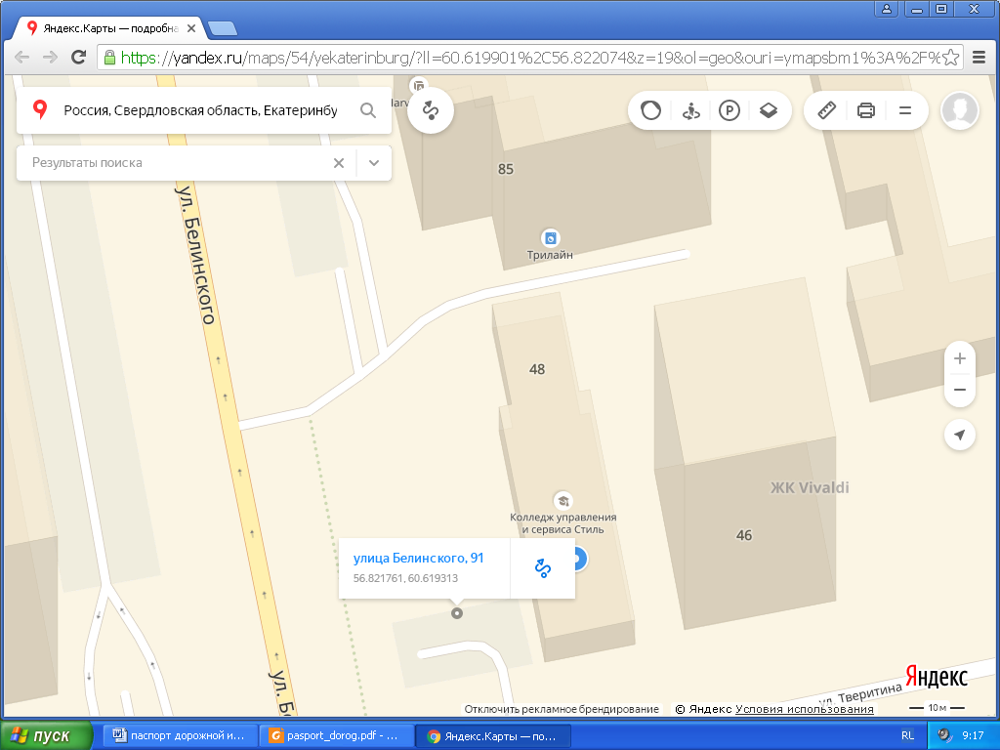 Яндекс.Карты — подробна
https://yandex.ru/maps/54/yekaterinburg/?ll=60.619901%2C56.822074&z=19&ol=geo&ouri=ymapsbm1%3A%2F%
Россия, Свердловская область, Екатеринбу
Результаты поиска
P
85
ул. Белинского
Трилайн
48
ЖК Vivaldi
Колледж управления
и сервиса Стиль
46
улица Белинского, 91
56.821761, 60.619313
ул. Бе
Яндекс
ул. Тверитина
Отключить рекламное брендирование
© Яндекс Условия использования
10 м
пуск
паспорт дорожной и...
pasport_dorog.pdf - ...
Яндекс.Карты — по...
RL
9:17